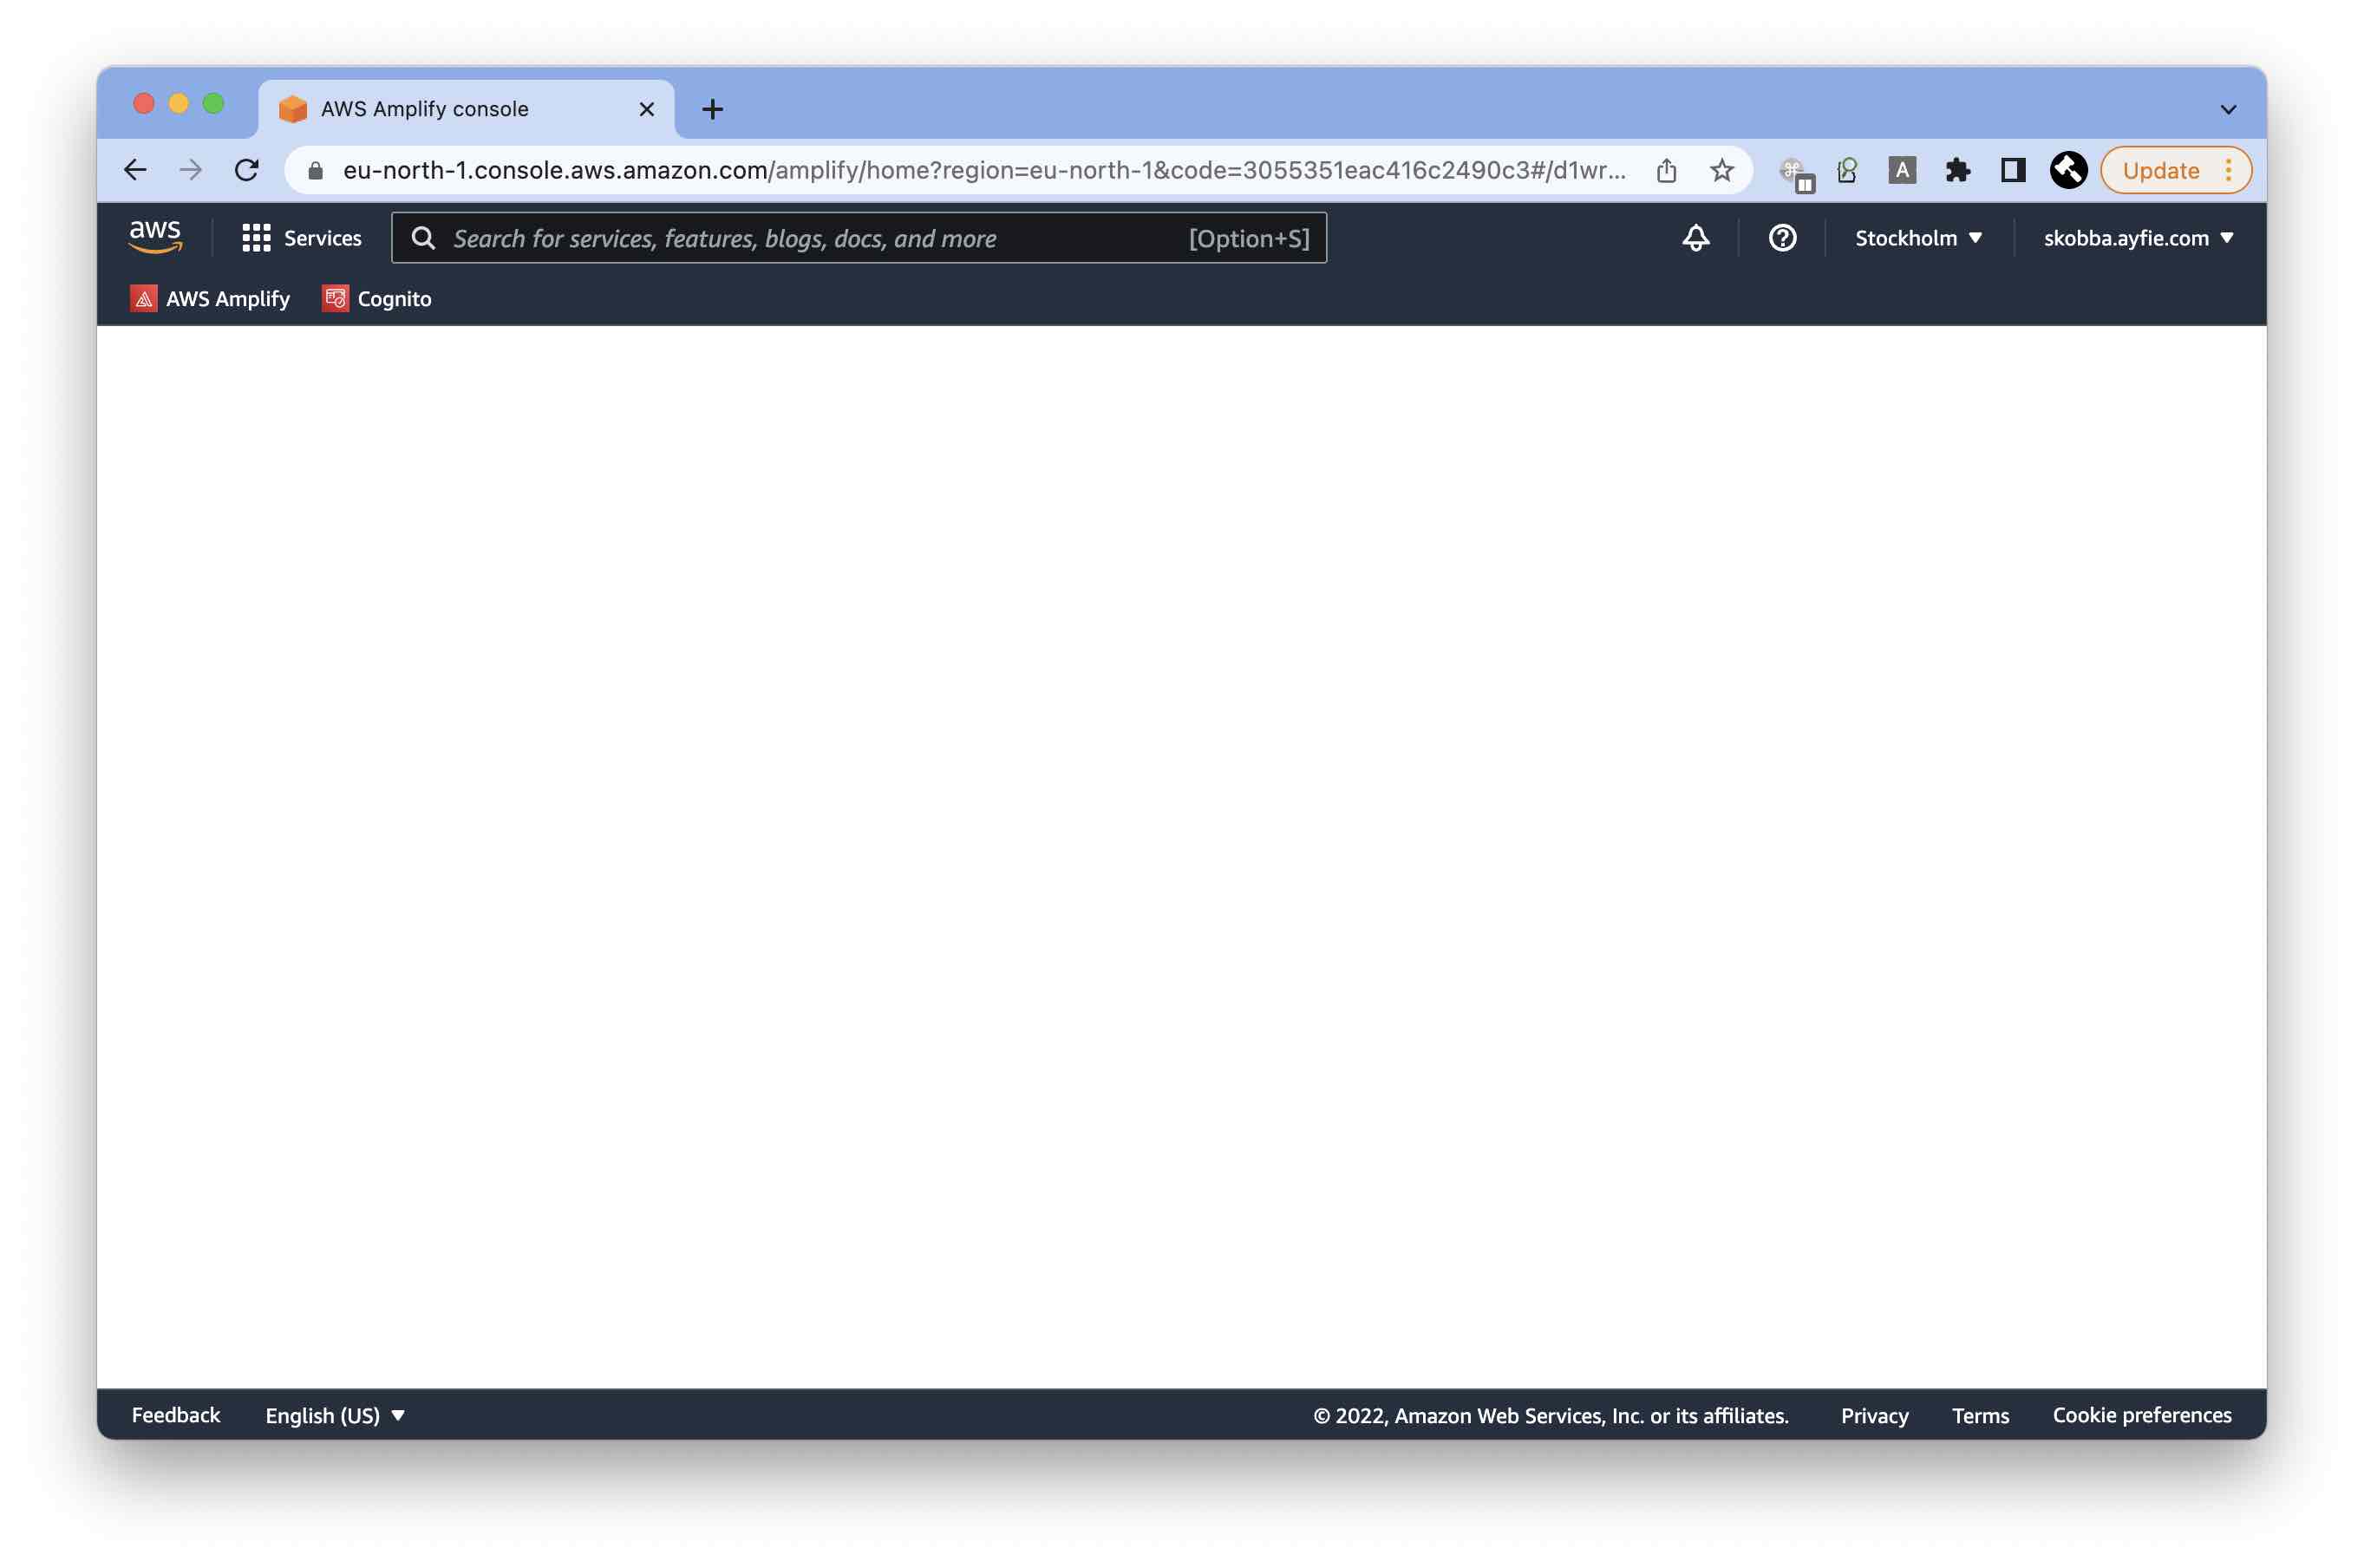 AWS Amplify console
eu-north-1.console.aws.amazon.com/amplify/home?region=eu-north-1&code=3055351eac416c2490c3#/d1wr...
A
Update
aws
Services
Search for services, features, blogs, docs, and more
[Option+S]
Stockholm
skobba.ayfie.com
AWS Amplify
Cognito
Feedback
English (US)
© 2022, Amazon Web Services, Inc. or its affiliates.
Privacy
Terms
Cookie preferences